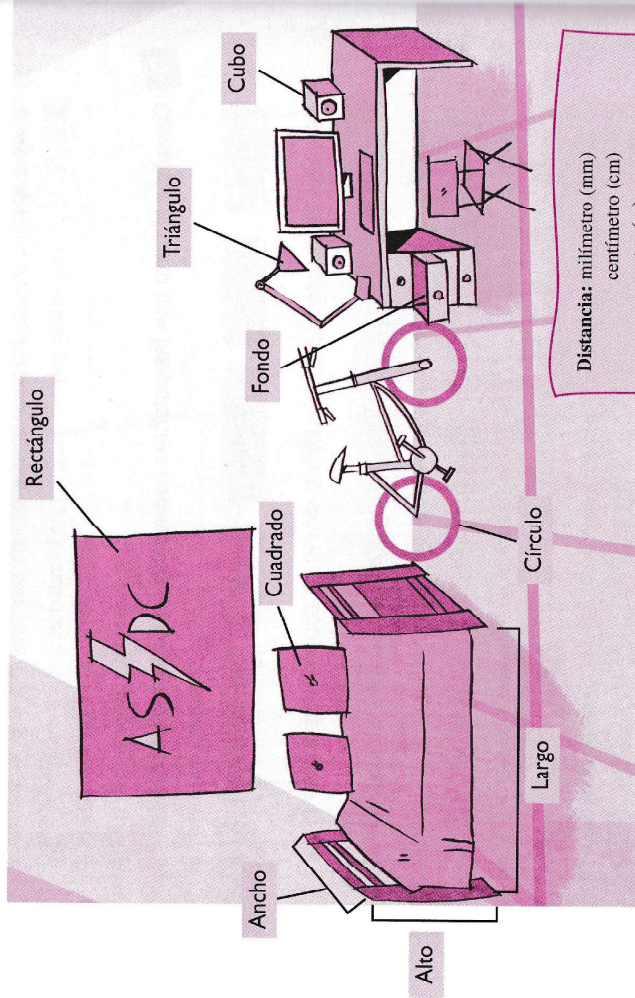 Rectángulo
AS DC
Triángulo
Cubo
Fondo
Cuadrado
Ancho
Alto
Largo
Círculo
Distancia: milímetro (mm)
centímetro (cm)